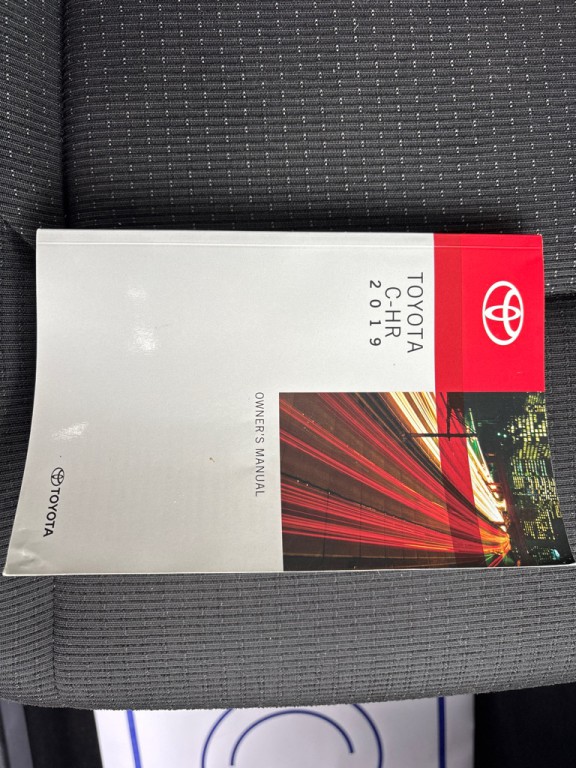 TOYOTA
C-HR
2019
OWNER'S MANUAL
TOYOTA